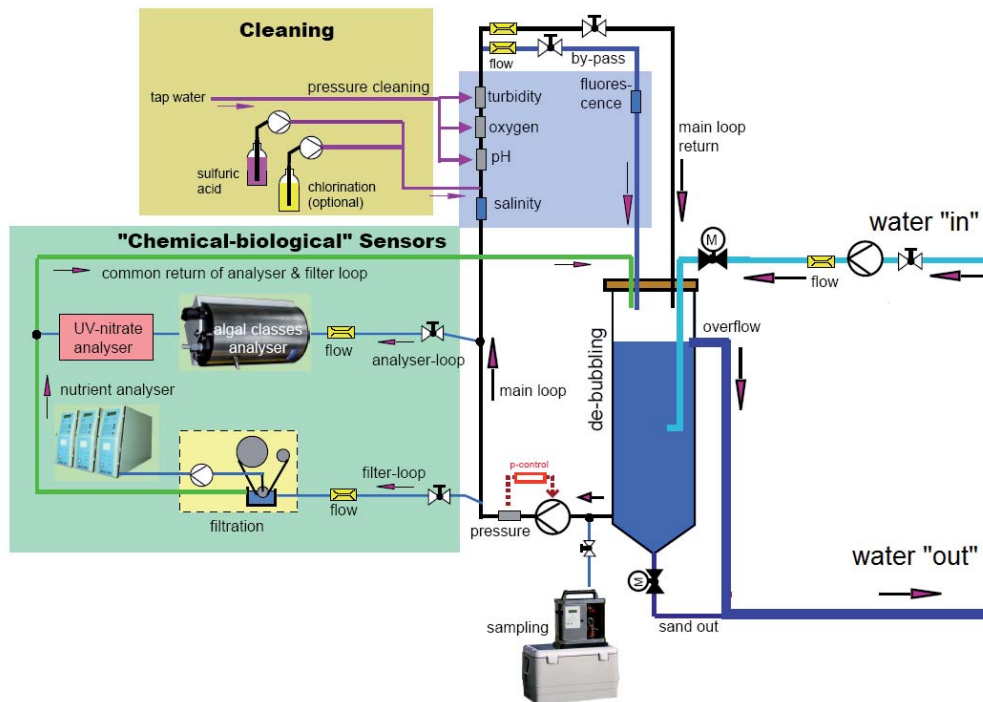 Cleaning
tap water
pressure cleaning
sulfuric
acid
chlorination
(optional)
flow
by-pass
turbidity
oxygen
pH
salinity
fluores-
cence
main loop
return
water "in"
M
flow
"Chemical-biological" Sensors
common return of analyser & filter loop
UV-nitrate
analyser
algal classes
analyser
flow
analyser-loop
main loop
de-bubbling
overflow
nutrient analyser
filtration
flow
filter-loop
p-control
pressure
water "out"
M
sampling
sand out